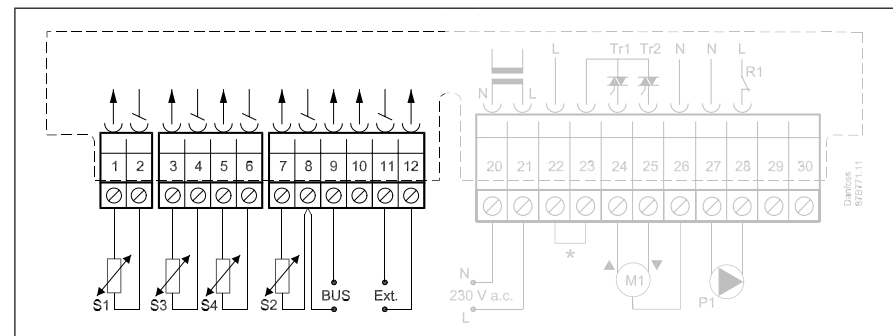 L Tr1 Tr2 N N L
R1
N L
1 2 3 4 5 6 7 8 9 10 11 12 20 21 22 23 24 25 26 27 28 29 30
Danfoss
87B771.11
*
N
S1 S3 S4 S2 BUS Ext. 230 V a.c. M1 P1
L